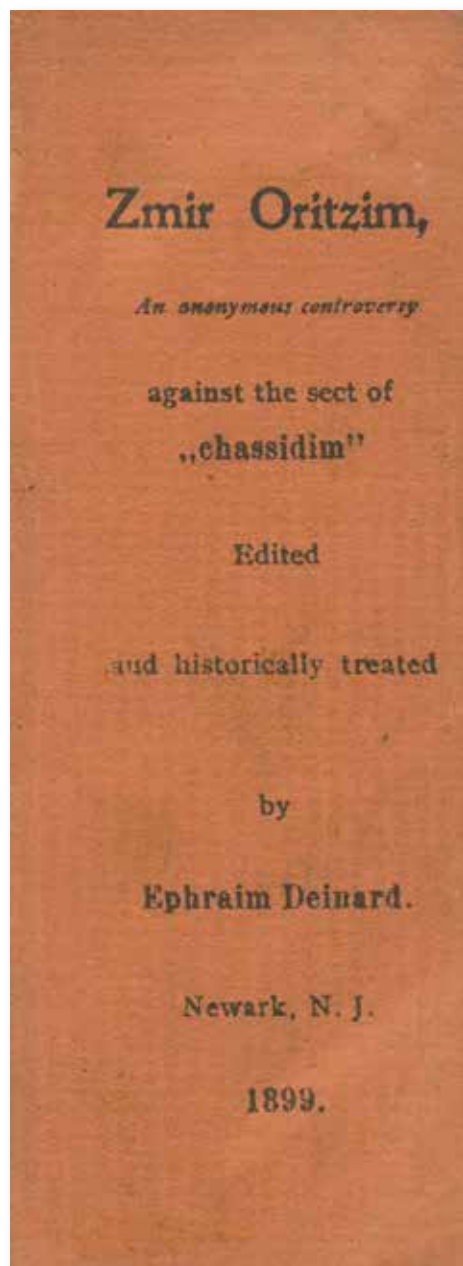 Zmir Oritzim,
An anonymous controversy
against the sect of
„chassidim”
Edited
and historically treated
by
Ephraim Deinard.
Newark, N. J.
1899.